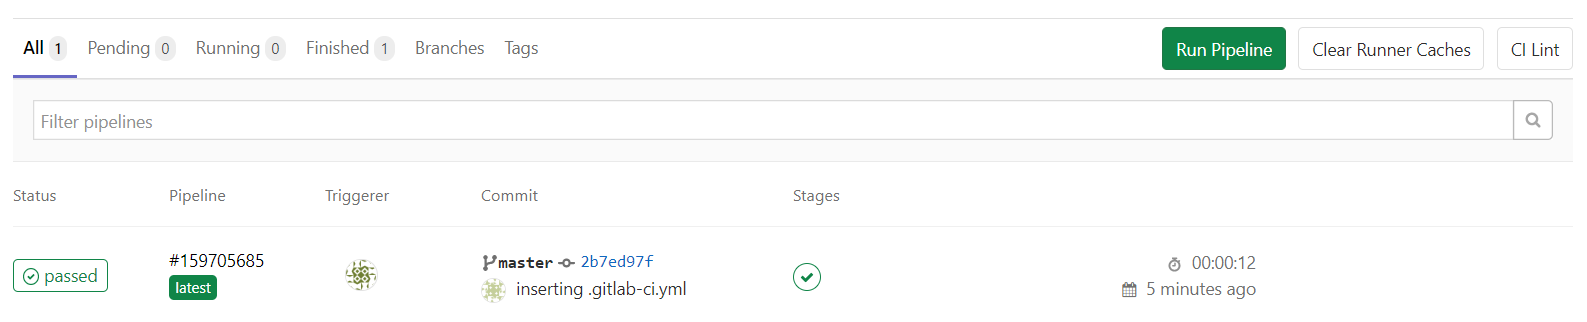 All 1 Pending 0 Running 0 Finished 1 Branches Tags Run Pipeline Clear Runner Caches CI Lint
Filter pipelines
Status Pipeline Triggerer Commit Stages
passed #159705685 master 2b7ed97f 00:00:12
latest inserting .gitlab-ci.yml 5 minutes ago